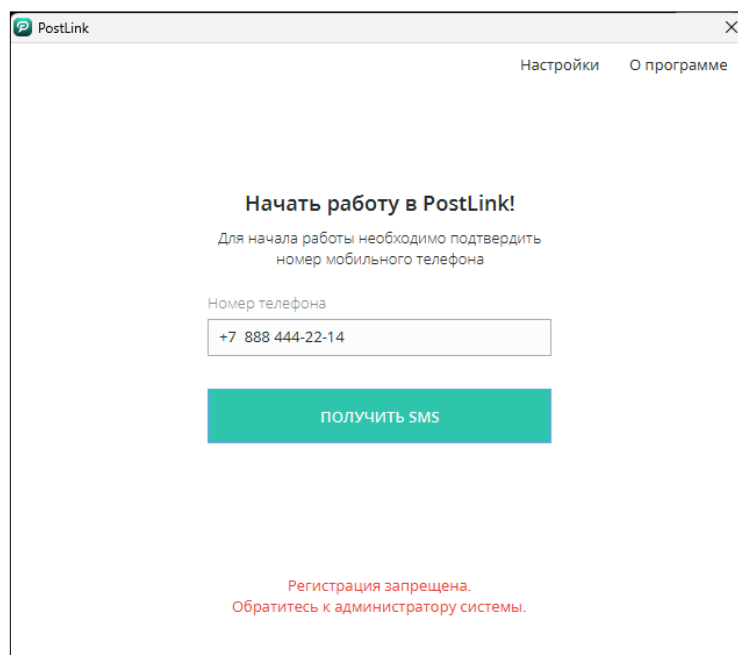 PostLink
Настройки О программе
Начать работу в PostLink!
Для начала работы необходимо подтвердить
номер мобильного телефона
Номер телефона
+7 888 444-22-14
ПОЛУЧИТЬ SMS
Регистрация запрещена.
Обратитесь к администратору системы.